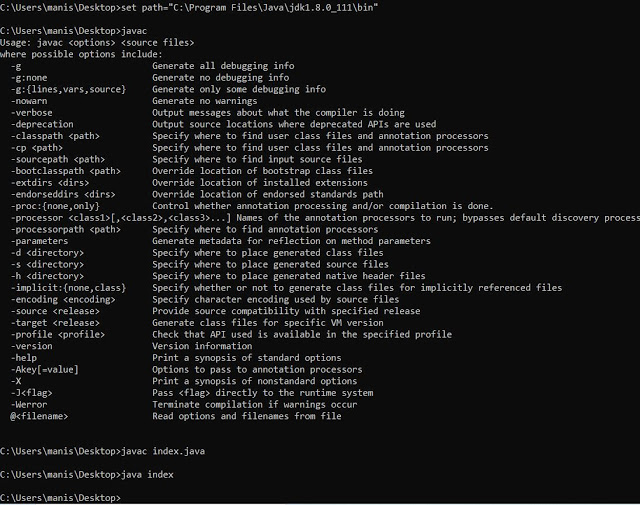 C:\Users\manis\Desktop>set path="C:\Program Files\Java\jdk1.8.0_111\bin"
C:\Users\manis\Desktop>javac
Usage: javac <options> <source files>
where possible options include:
-g Generate all debugging info
-g:none Generate no debugging info
-g:{lines,vars,source} Generate only some debugging info
-nowarn Generate no warnings
-verbose Output messages about what the compiler is doing
-deprecation Output source locations where deprecated APIs are used
-classpath <path> Specify where to find user class files and annotation processors
-cp <path> Specify where to find user class files and annotation processors
-sourcepath <path> Specify where to find input source files
-bootclasspath <path> Override location of bootstrap class files
-extdirs <dirs> Override location of installed extensions
-endorseddirs <dirs> Override location of endorsed standards path
-proc:{none,only} Control whether annotation processing and/or compilation is done.
-processor <class1>[,<class2>,<class3>...] Names of the annotation processors to run; bypasses default discovery process
-processorpath <path> Specify where to find annotation processors
-parameters Generate metadata for reflection on method parameters
-d <directory> Specify where to place generated class files
-s <directory> Specify where to place generated source files
-h <directory> Specify where to place generated native header files
-implicit:{none,class} Specify whether or not to generate class files for implicitly referenced files
-encoding <encoding> Specify character encoding used by source files
-source <release> Provide source compatibility with specified release
-target <release> Generate class files for specific VM version
-profile <profile> Check that API used is available in the specified profile
-version Version information
-help Print a synopsis of standard options
-Akey[=value] Options to pass to annotation processors
-X Print a synopsis of nonstandard options
-J<flag> Pass <flag> directly to the runtime system
-Werror Terminate compilation if warnings occur
@<filename> Read options and filenames from file
C:\Users\manis\Desktop>javac index.java
C:\Users\manis\Desktop>java index
C:\Users\manis\Desktop>